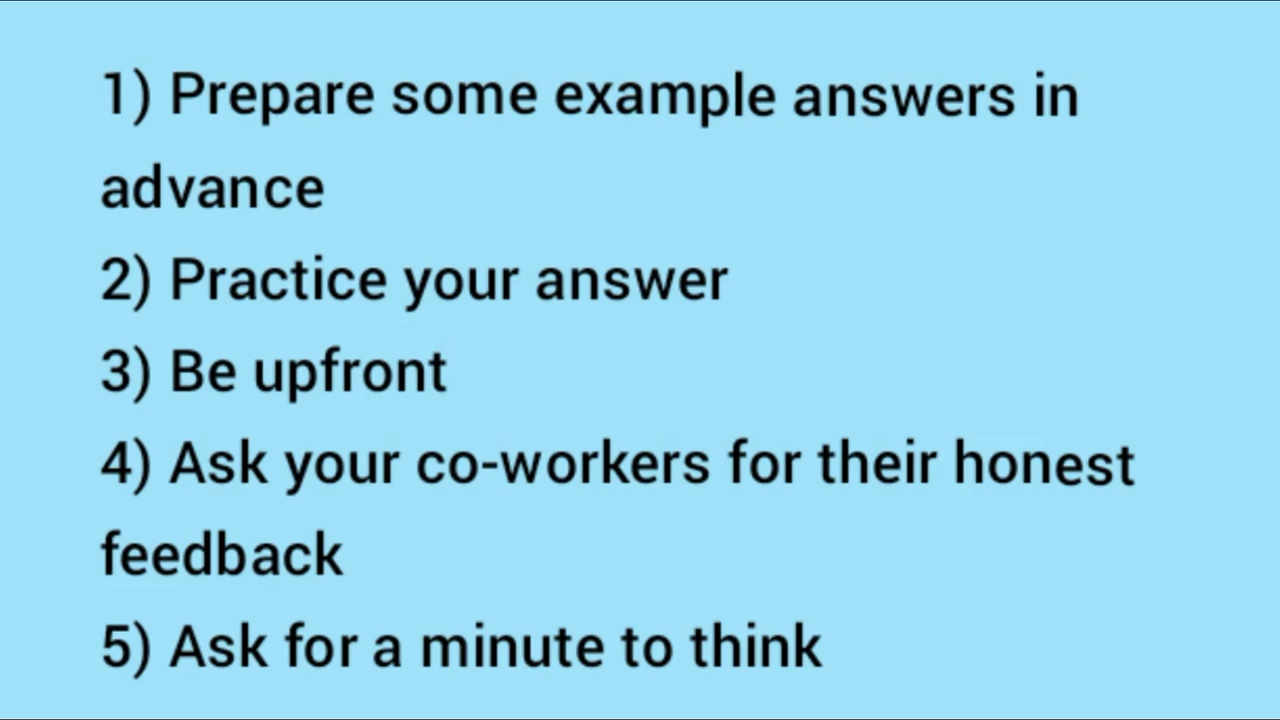 1) Prepare some example answers in
advance
2) Practice your answer
3) Be upfront
4) Ask your co-workers for their honest
feedback
5) Ask for a minute to think